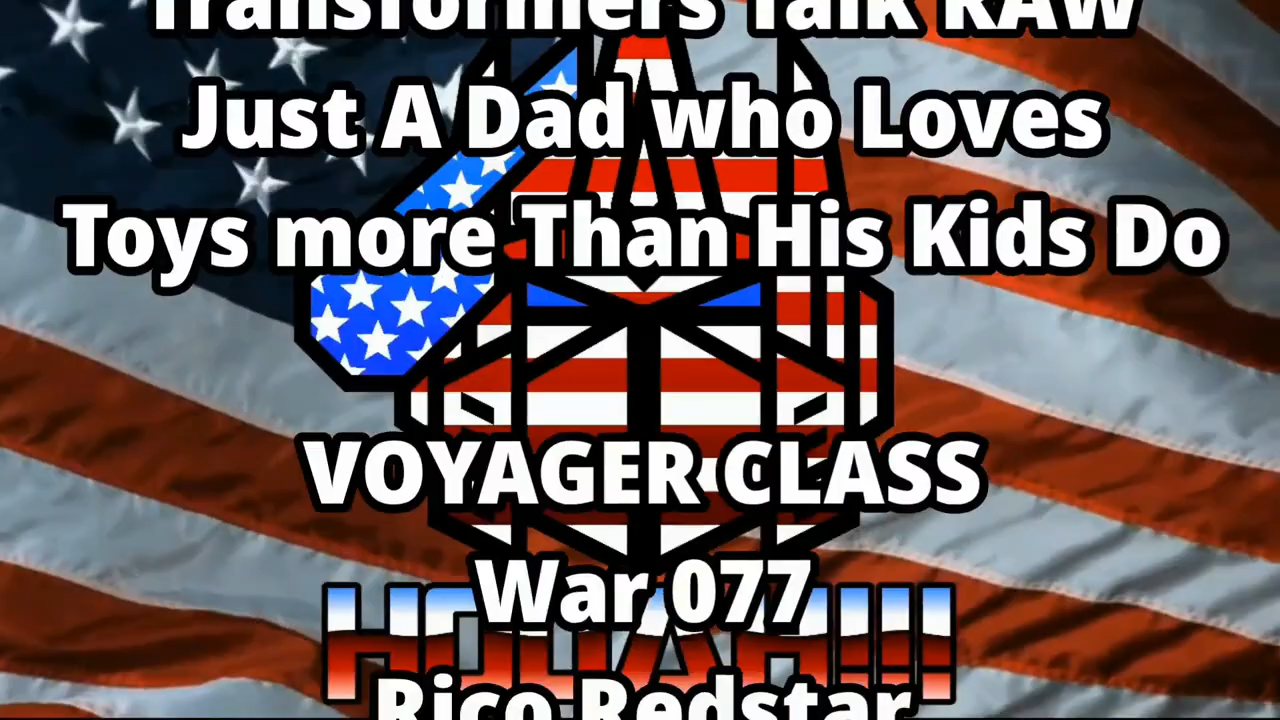 Transformers Talk RAW
Just A Dad who Loves
Toys more Than His Kids Do
VOYAGER CLASS
War 077
HOUAH!!!
Rico Redstar